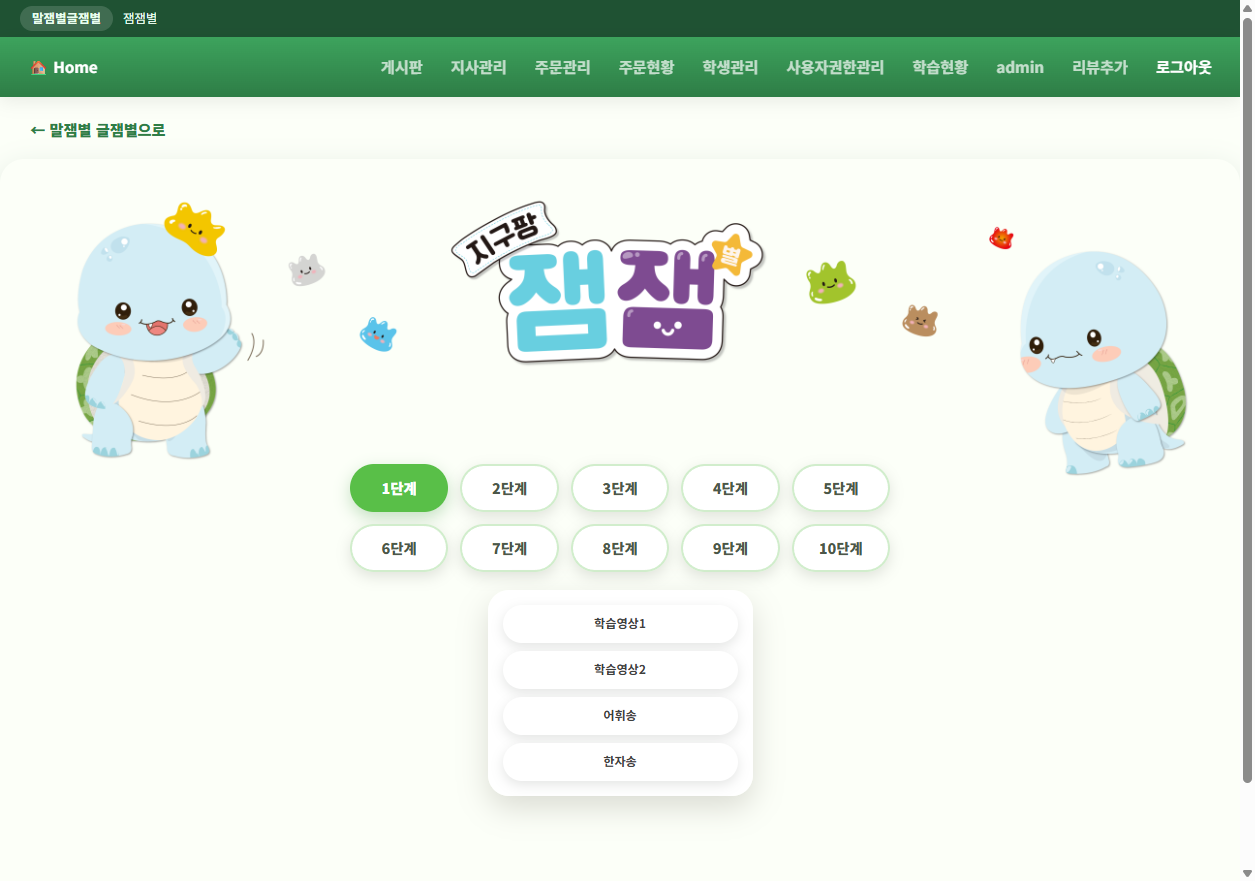 말잼별글잼별 잼잼별
Home 게시판 지사관리 주문관리 주문현황 학생관리 사용자권한관리 학습현황 admin 리뷰추가 로그아웃
← 말잼별 글잼별으로
지구팡
잼잼
별
1단계 2단계 3단계 4단계 5단계
6단계 7단계 8단계 9단계 10단계
학습영상1
학습영상2
어휘송
한자송